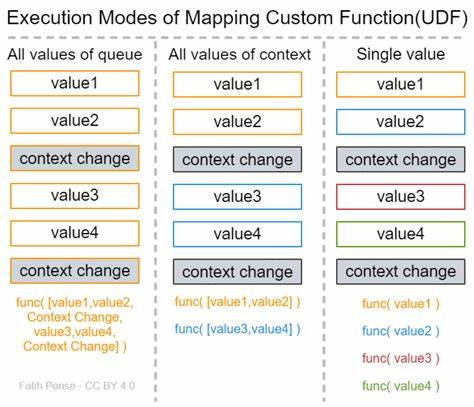 Execution Modes of Mapping Custom Function(UDF)
All values of queue
value1
value2
context change
value3
value4
context change
func( [value1,value2,
Context Change,
value3,value4,
Context Change] )
Fatih Pense - CC BY 4.0
All values of context
value1
value2
context change
value3
value4
context change
func( [value1,value2] )
func( [value3,value4] )
Single value
value1
value2
context change
value3
value4
context change
func( value1 )
func( value2 )
func( value3 )
func( value4 )